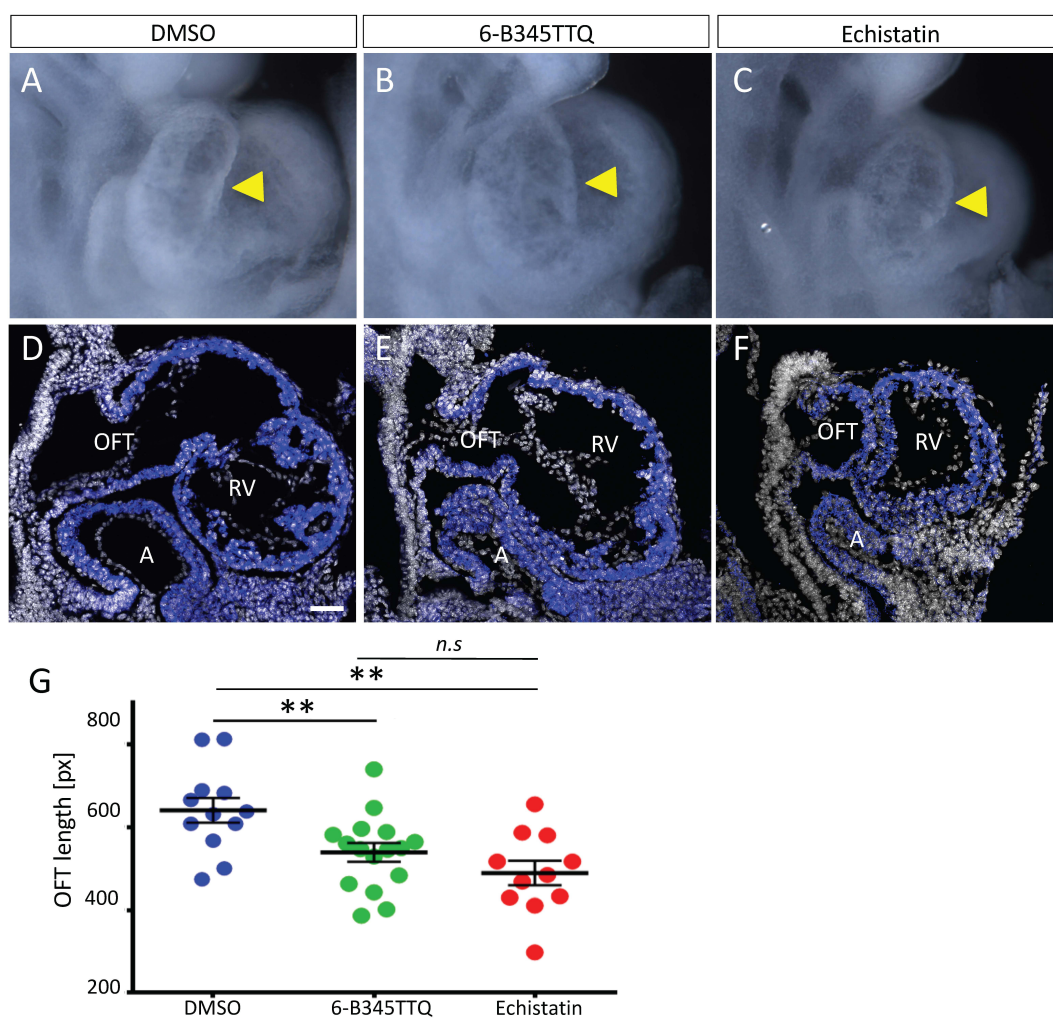 DMSO 6-B345TTQ Echistatin
A B C
D E F
OFT RV A
OFT RV A
OFT RV A
G
n.s
**
**
800
600
400
200
OFT length [px]
DMSO 6-B345TTQ Echistatin